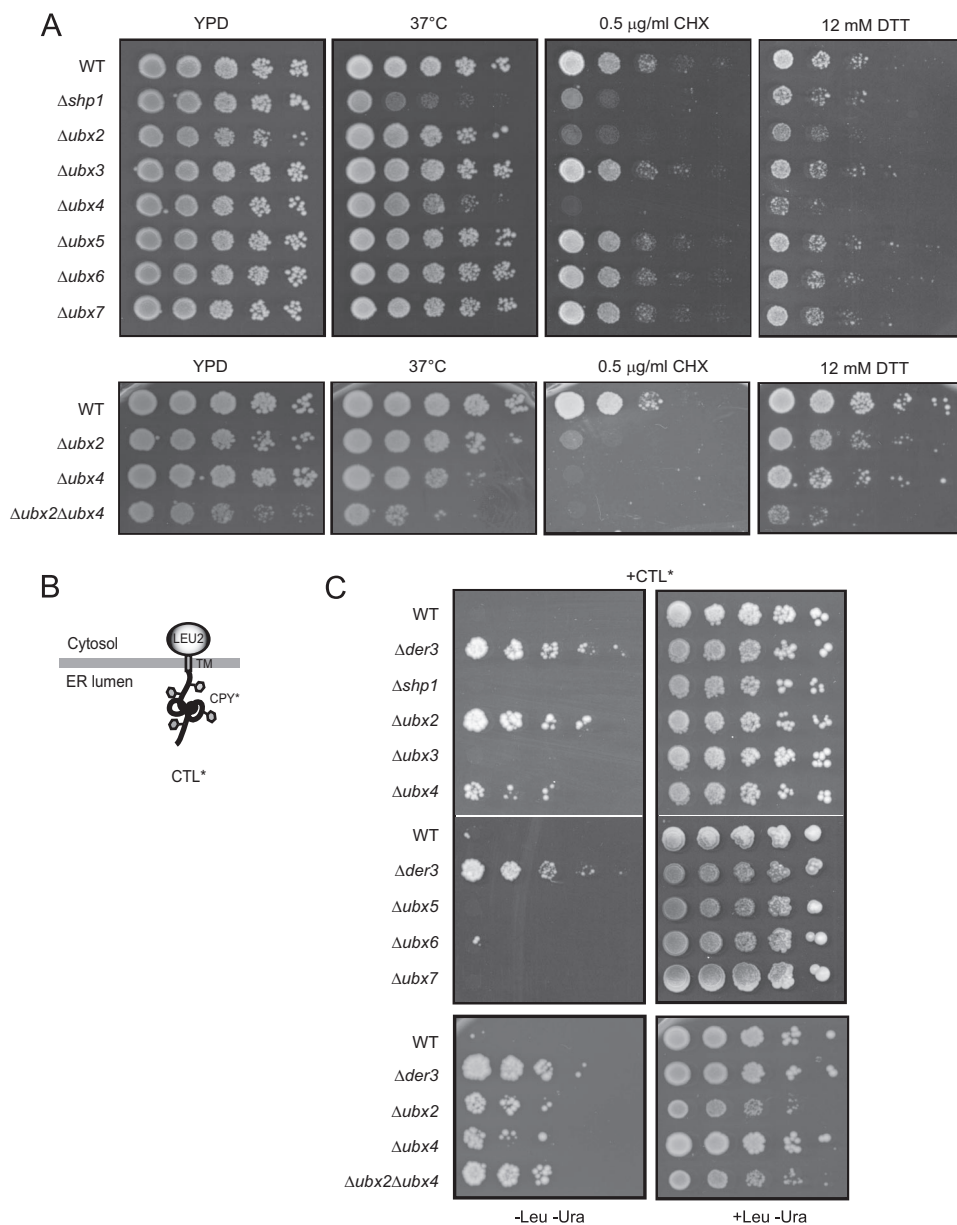 A
YPD
37°C
0.5 µg/ml CHX
12 mM DTT
WT
Δshp1
Δubx2
Δubx3
Δubx4
Δubx5
Δubx6
Δubx7
YPD
37°C
0.5 µg/ml CHX
12 mM DTT
WT
Δubx2
Δubx4
Δubx2Δubx4
B
Cytosol
ER lumen
LEU2
TM
CPY*
CTL*
C
+CTL*
WT
Δder3
Δshp1
Δubx2
Δubx3
Δubx4
WT
Δder3
Δubx5
Δubx6
Δubx7
WT
Δder3
Δubx2
Δubx4
Δubx2Δubx4
-Leu -Ura
+Leu -Ura